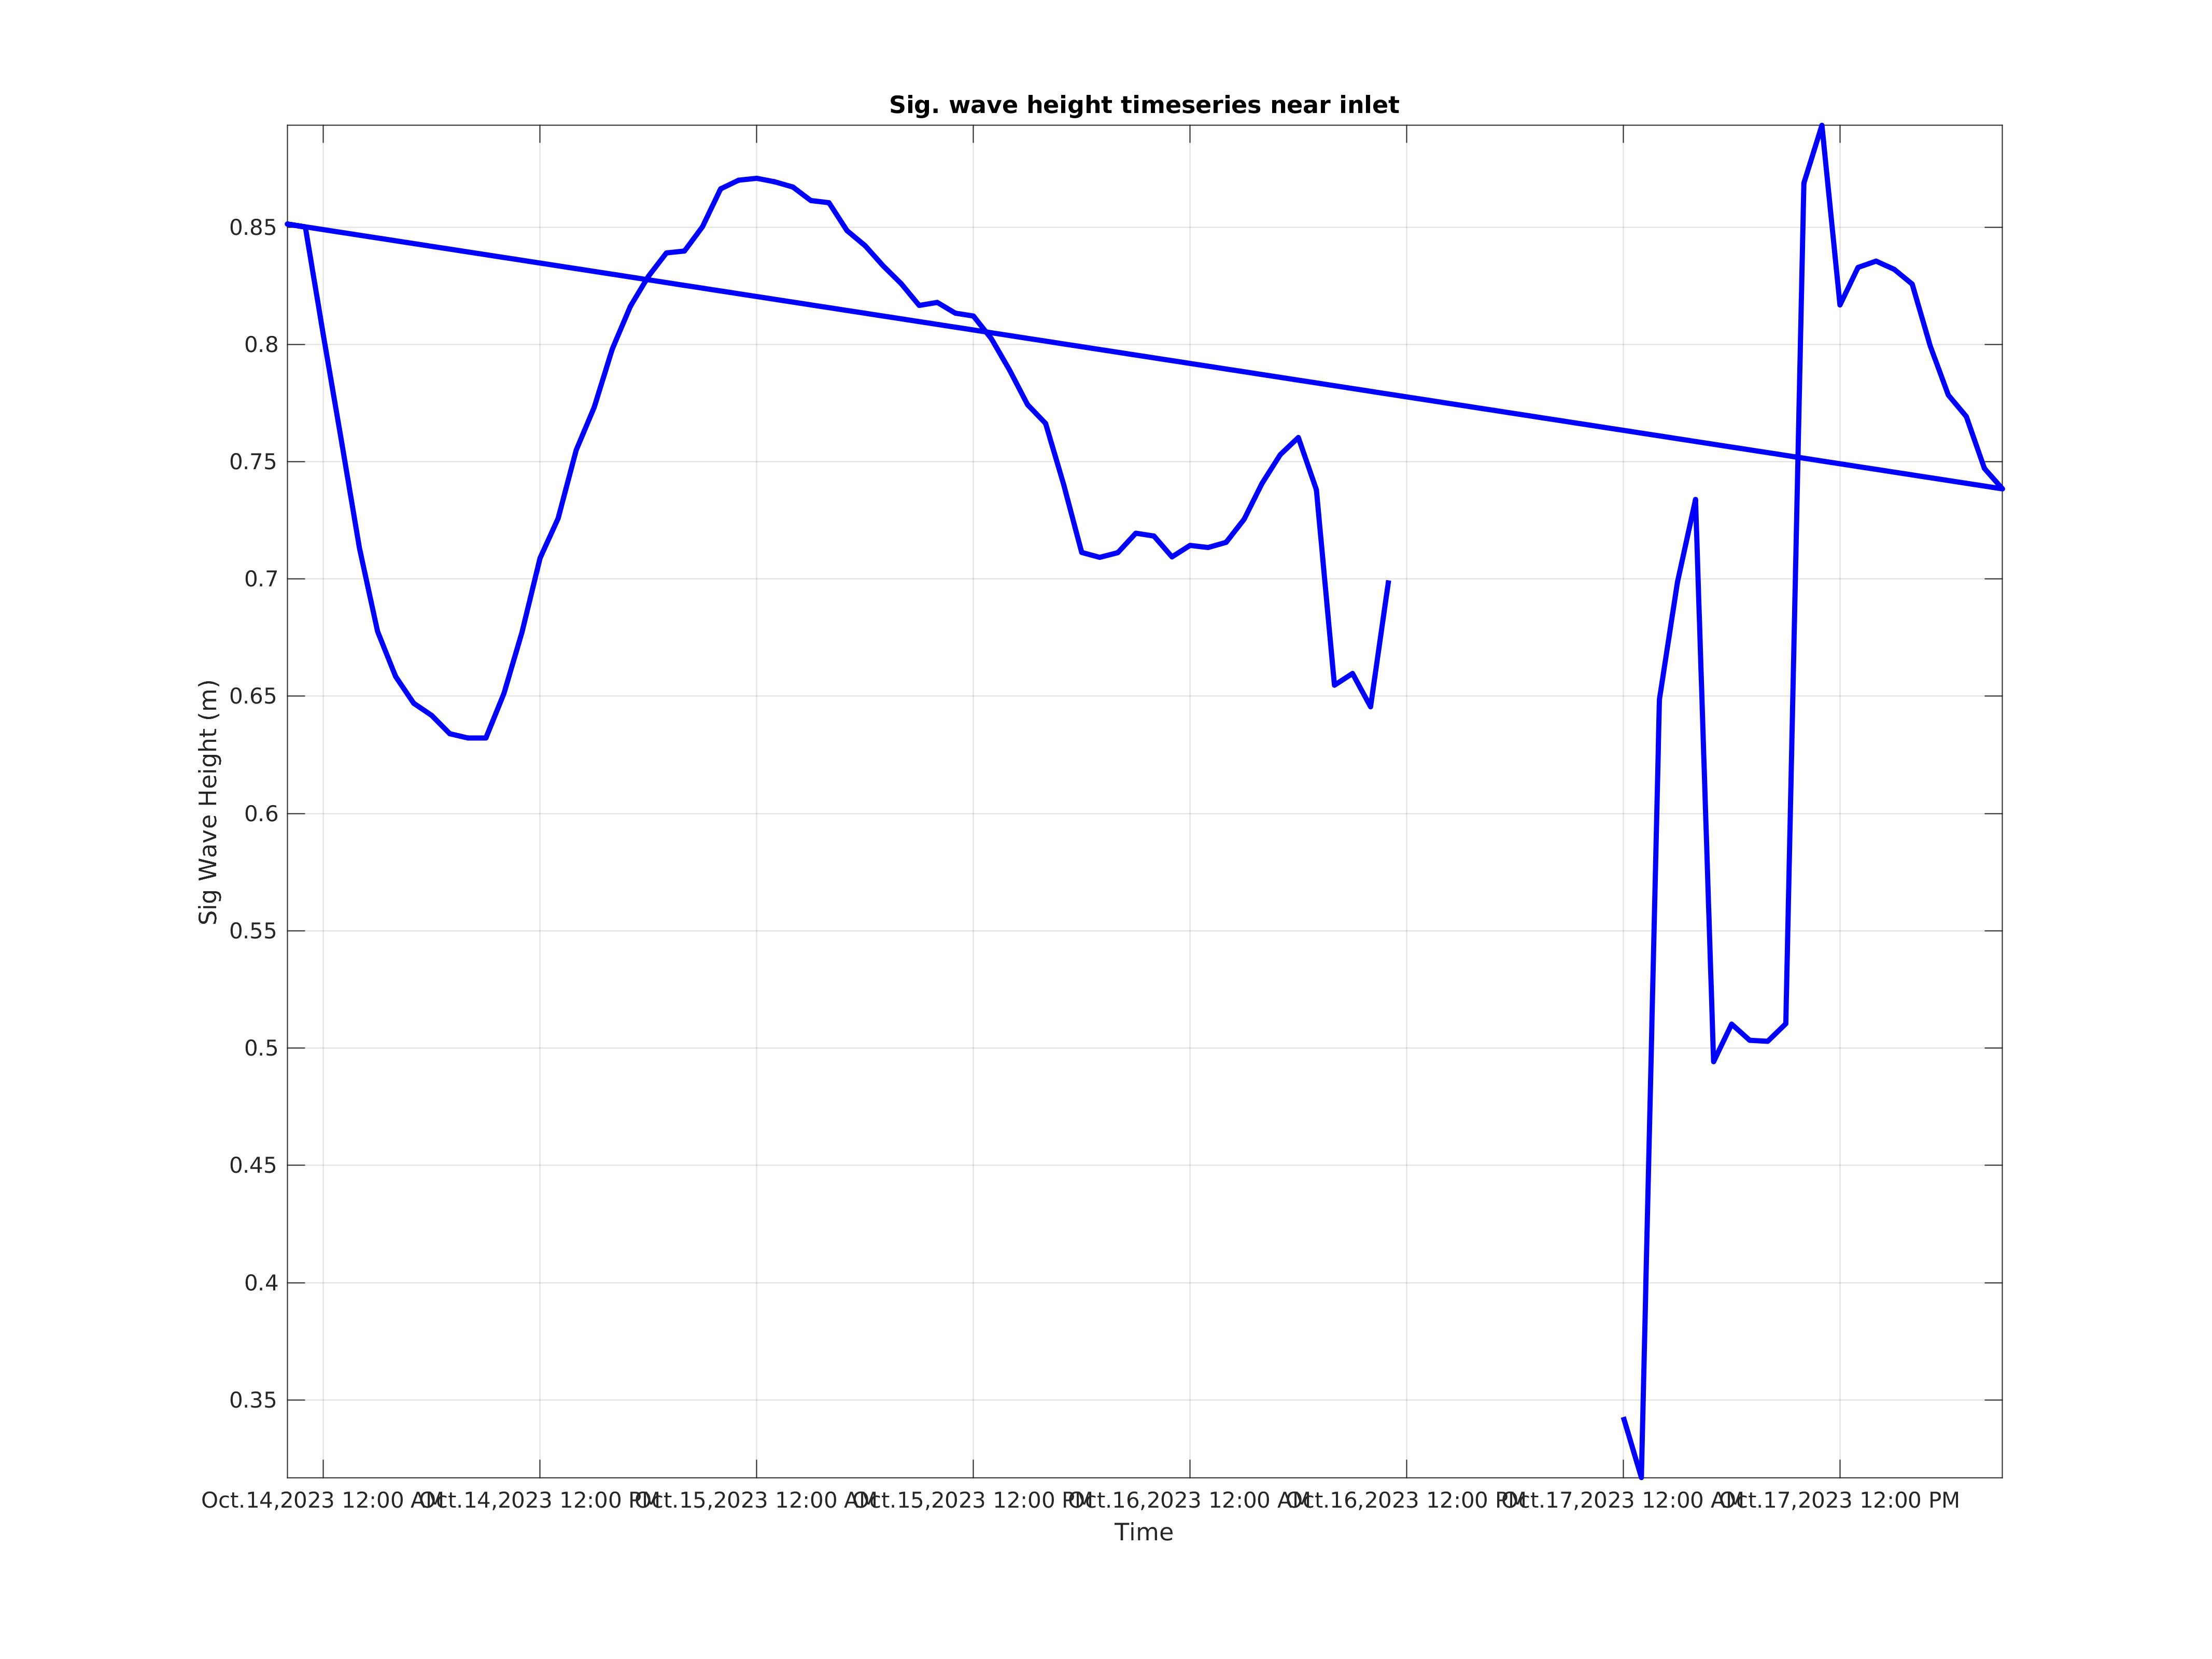 Sig. wave height timeseries near inlet
Sig Wave Height (m)
0.85
0.8
0.75
0.7
0.65
0.6
0.55
0.5
0.45
0.4
0.35
Oct.14,2023 12:00 AM Oct.14,2023 12:00 PM Oct.15,2023 12:00 AM Oct.15,2023 12:00 PM Oct.16,2023 12:00 AM Oct.16,2023 12:00 PM Oct.17,2023 12:00 AM Oct.17,2023 12:00 PM
Time